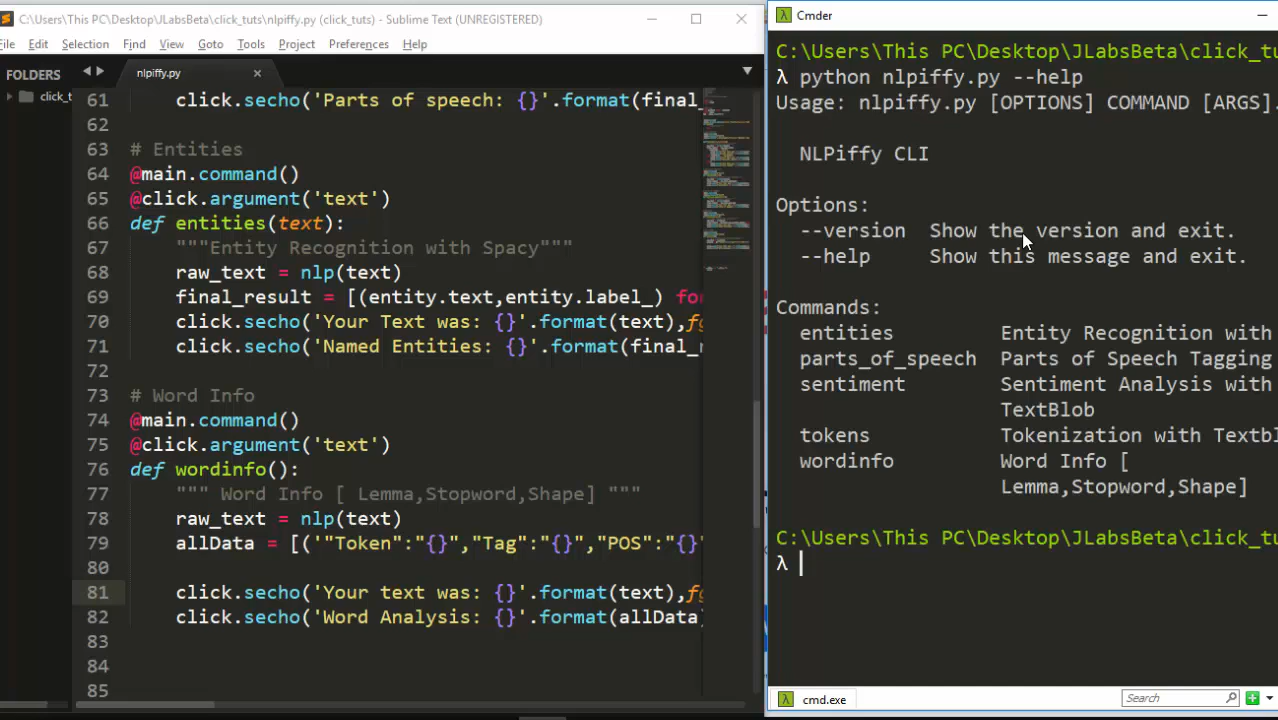 C:\Users\This PC\Desktop\JLabsBeta\click_tuts\nlpiffy.py (click_tuts) - Sublime Text (UNREGISTERED)
File Edit Selection Find View Goto Tools Project Preferences Help
FOLDERS
click_t
nlpiffy.py
61 click.secho('Parts of speech: {}'.format(final_
62
63 # Entities
64 @main.command()
65 @click.argument('text')
66 def entities(text):
67 """Entity Recognition with Spacy"""
68 raw_text = nlp(text)
69 final_result = [(entity.text,entity.label_) for
70 click.secho('Your Text was: {}'.format(text),fg
71 click.secho('Named Entities: {}'.format(final_r
72
73 # Word Info
74 @main.command()
75 @click.argument('text')
76 def wordinfo():
77 """ Word Info [ Lemma,Stopword,Shape] """
78 raw_text = nlp(text)
79 allData = [('"Token":"{}","Tag":"{}","POS":"{}"
80
81 click.secho('Your text was: {}'.format(text),fg
82 click.secho('Word Analysis: {}'.format(allData)
83
84
85
Cmder
C:\Users\This PC\Desktop\JLabsBeta\click_tu
λ python nlpiffy.py --help
Usage: nlpiffy.py [OPTIONS] COMMAND [ARGS].
NLPiffy CLI
Options:
--version Show the version and exit.
--help Show this message and exit.
Commands:
entities Entity Recognition with
parts_of_speech Parts of Speech Tagging
sentiment Sentiment Analysis with
TextBlob
tokens Tokenization with Textbl
wordinfo Word Info [
Lemma,Stopword,Shape]
C:\Users\This PC\Desktop\JLabsBeta\click_tu
λ
λ cmd.exe
Search